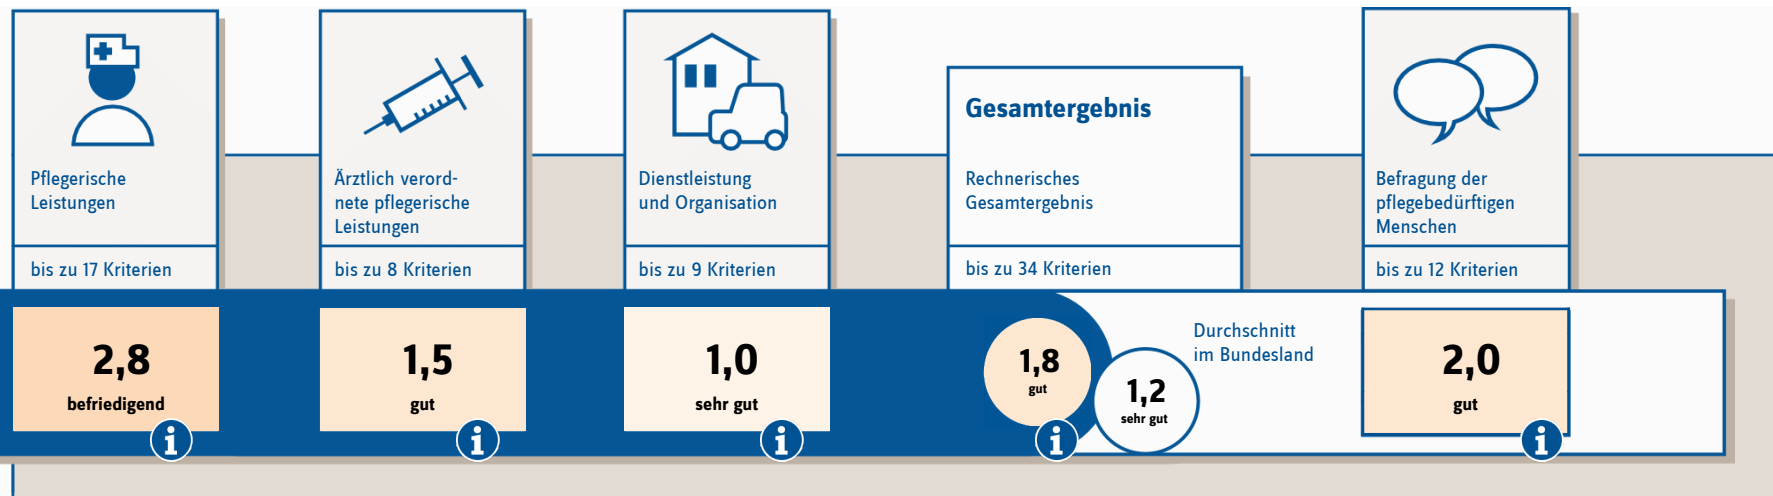 Pflegerische
Leistungen
bis zu 17 Kriterien
2,8
befriedigend
i
Ärztlich verord-
nete pflegerische
Leistungen
bis zu 8 Kriterien
1,5
gut
i
Dienstleistung
und Organisation
bis zu 9 Kriterien
1,0
sehr gut
i
Gesamtergebnis
Rechnerisches
Gesamtergebnis
bis zu 34 Kriterien
1,8
gut
i
1,2
sehr gut
Durchschnitt
im Bundesland
Befragung der
pflegebedürftigen
Menschen
bis zu 12 Kriterien
2,0
gut
i